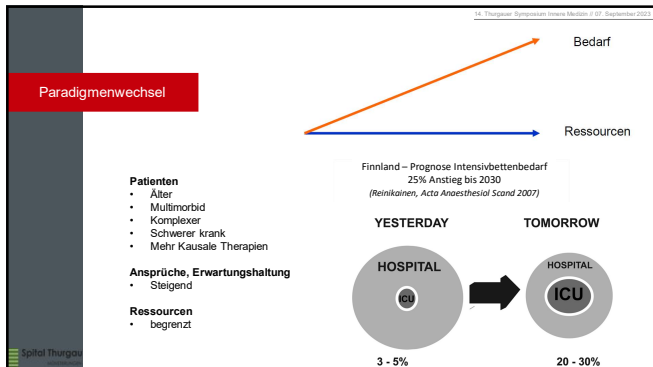 14. Thurgauer Symposium Innere Medizin // 07. September 2023
Paradigmenwechsel
Bedarf
Ressourcen
Patienten
• Älter
• Multimorbid
• Komplexer
• Schwerer krank
• Mehr Kausale Therapien
Ansprüche, Erwartungshaltung
• Steigend
Ressourcen
• begrenzt
Finnland – Prognose Intensivbettenbedarf
25% Anstieg bis 2030
(Reinikainen, Acta Anaesthesiol Scand 2007)
YESTERDAY
TOMORROW
HOSPITAL
ICU
HOSPITAL
ICU
3 - 5%
20 - 30%
Spital Thurgau